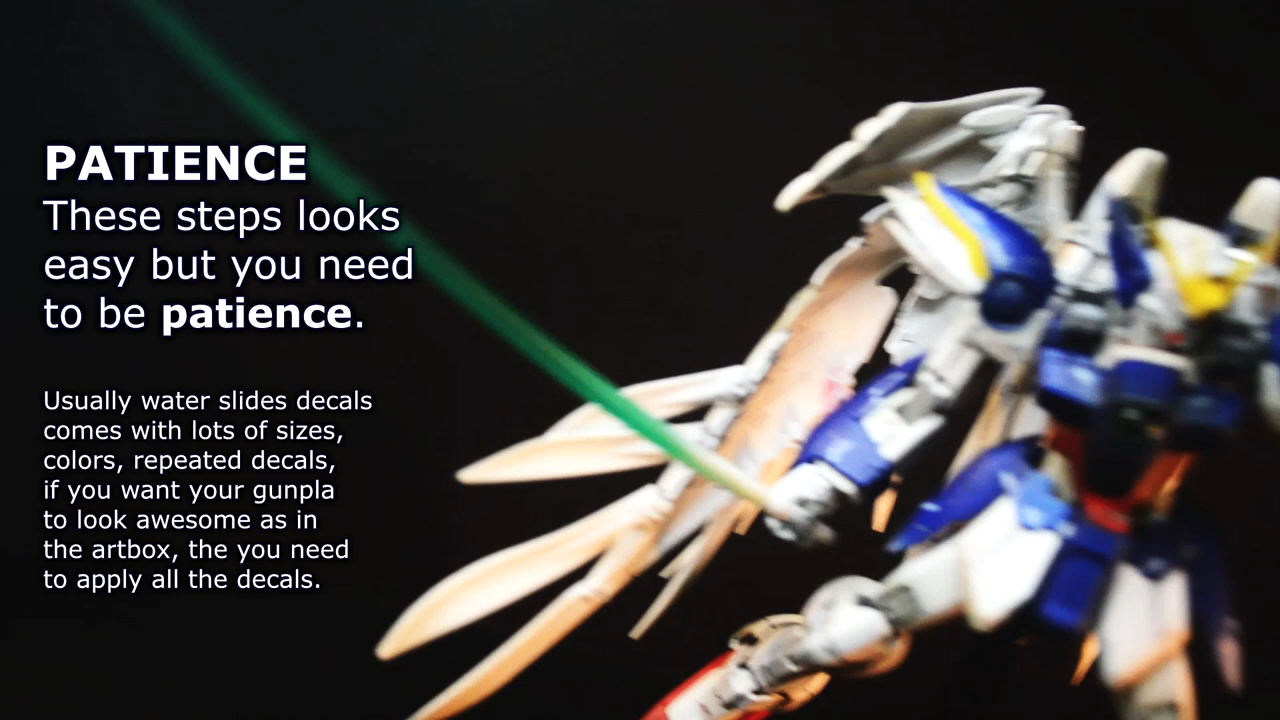 PATIENCE
These steps looks
easy but you need
to be patience.
Usually water slides decals
comes with lots of sizes,
colors, repeated decals,
if you want your gunpla
to look awesome as in
the artbox, the you need
to apply all the decals.